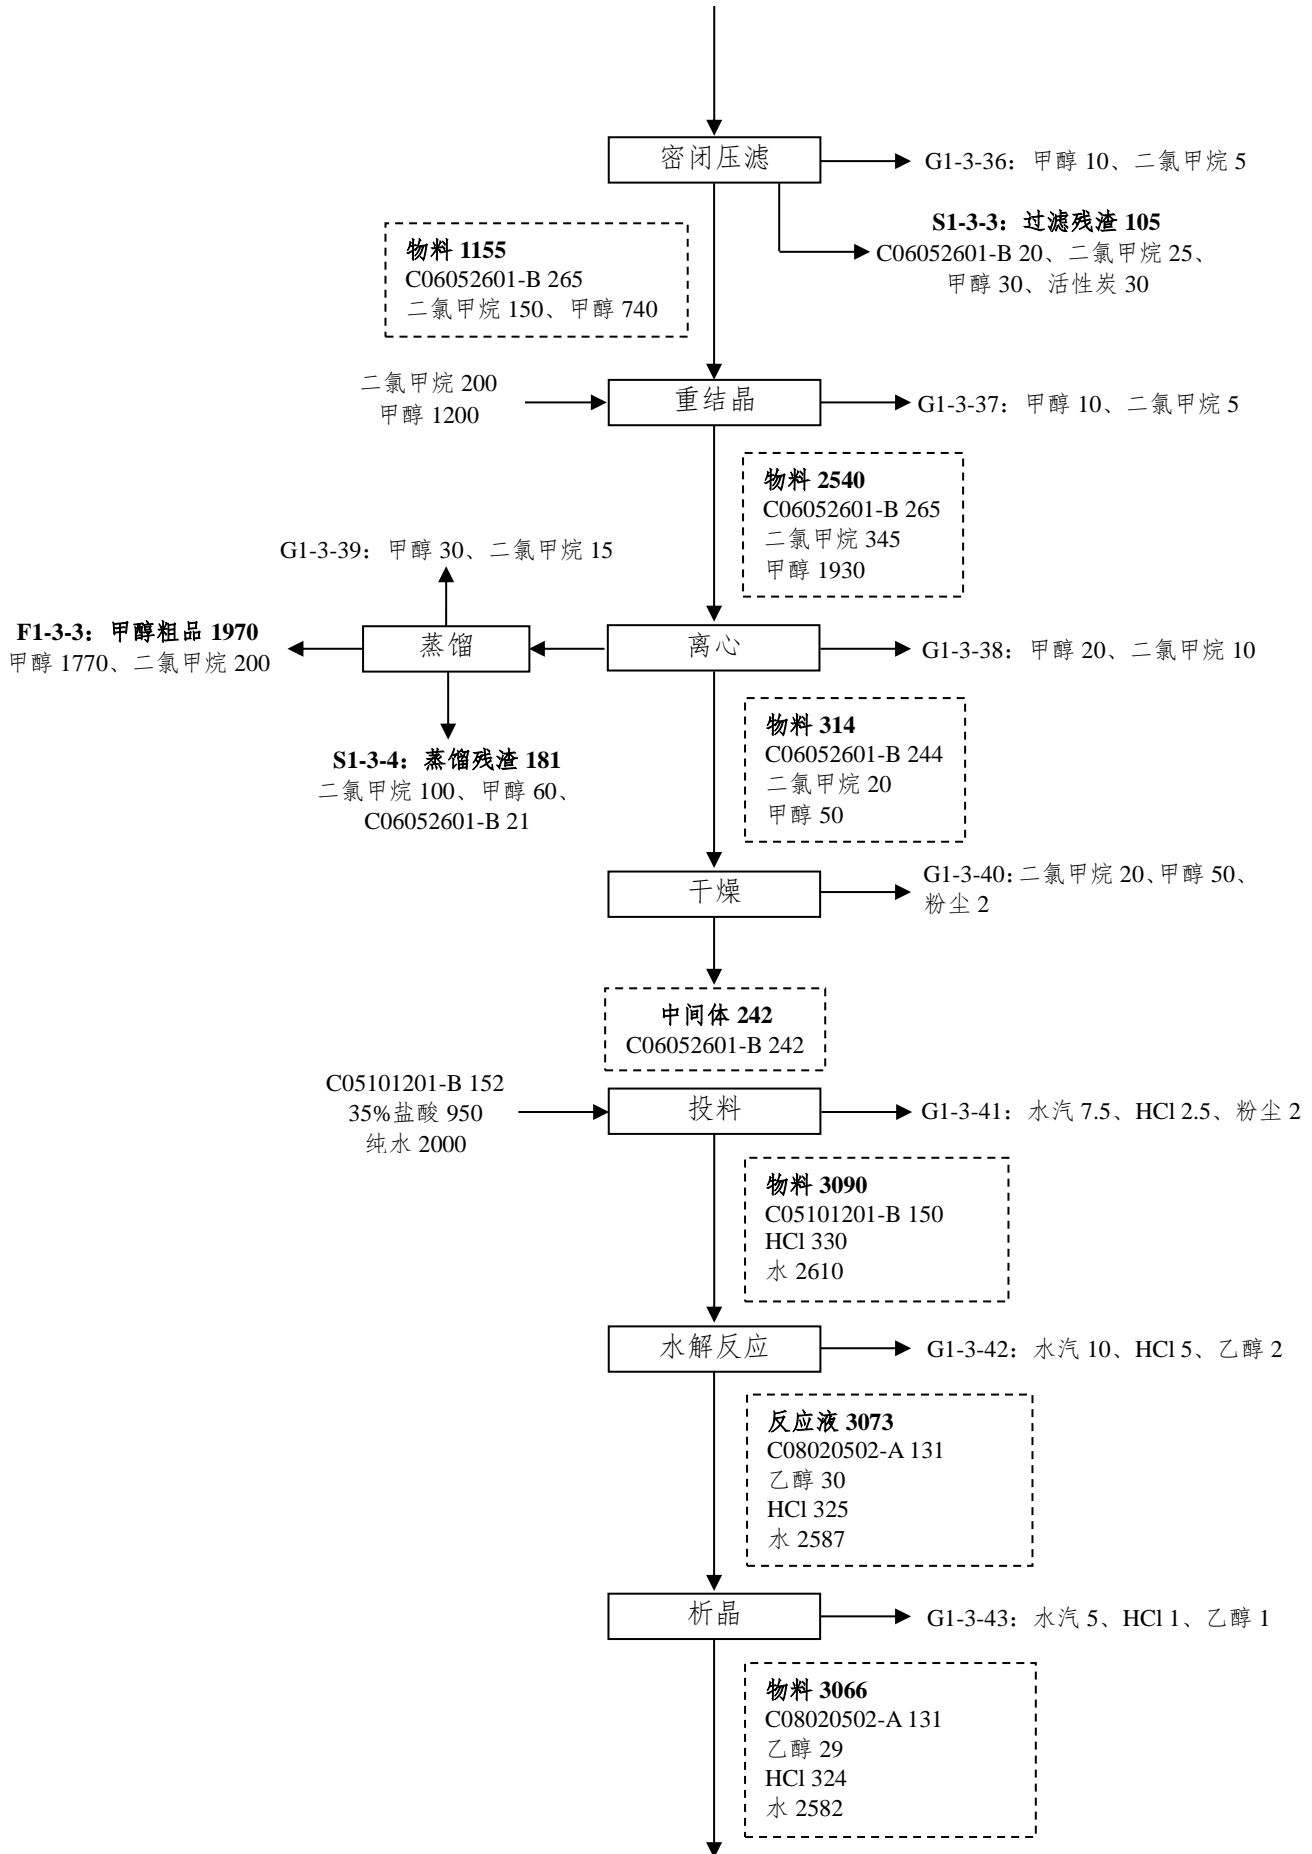 密闭压滤
G1-3-36：甲醇 10、二氯甲烷 5
S1-3-3：过滤残渣 105
C06052601-B 20、二氯甲烷 25、
甲醇 30、活性炭 30
物料 1155
C06052601-B 265
二氯甲烷 150、甲醇 740
二氯甲烷 200
甲醇 1200
重结晶
G1-3-37：甲醇 10、二氯甲烷 5
物料 2540
C06052601-B 265
二氯甲烷 345
甲醇 1930
G1-3-39：甲醇 30、二氯甲烷 15
F1-3-3：甲醇粗品 1970
甲醇 1770、二氯甲烷 200
蒸馏
离心
G1-3-38：甲醇 20、二氯甲烷 10
S1-3-4：蒸馏残渣 181
二氯甲烷 100、甲醇 60、
C06052601-B 21
物料 314
C06052601-B 244
二氯甲烷 20
甲醇 50
干燥
G1-3-40：二氯甲烷 20、甲醇 50、
粉尘 2
中间体 242
C06052601-B 242
C05101201-B 152
35%盐酸 950
纯水 2000
投料
G1-3-41：水汽 7.5、HCl 2.5、粉尘 2
物料 3090
C05101201-B 150
HCl 330
水 2610
水解反应
G1-3-42：水汽 10、HCl 5、乙醇 2
反应液 3073
C08020502-A 131
乙醇 30
HCl 325
水 2587
析晶
G1-3-43：水汽 5、HCl 1、乙醇 1
物料 3066
C08020502-A 131
乙醇 29
HCl 324
水 2582